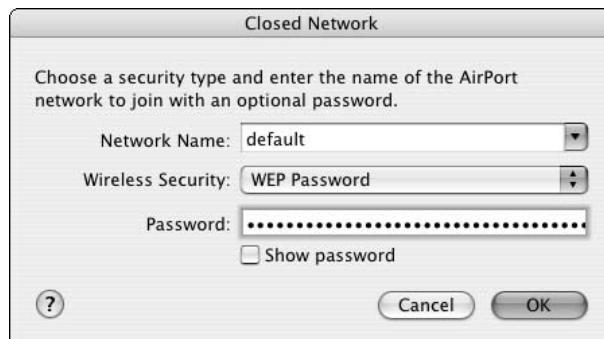 Closed Network
Choose a security type and enter the name of the AirPort
network to join with an optional password.
Network Name: default
Wireless Security: WEP Password
Password: ••••••••••••••••••••••••••••••••••••
Show password
? Cancel OK